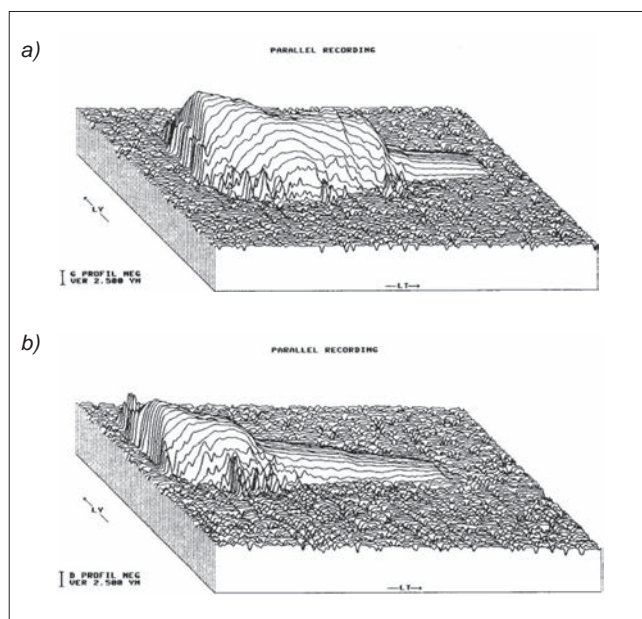 a)
PARALLEL RECORDING
LY
G PROFIL NEG
VER 2.500 YM
LT
b)
PARALLEL RECORDING
LY
D PROFIL NEG
VER 2.500 YM
LT